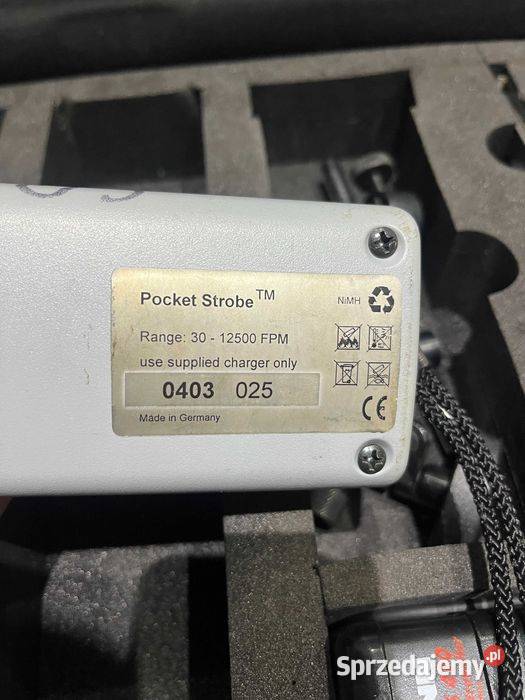 Pocket Strobe™
NiMH
Range: 30 - 12500 FPM
use supplied charger only
0403 025
Made in Germany
CE
Sprzedajemy.pl